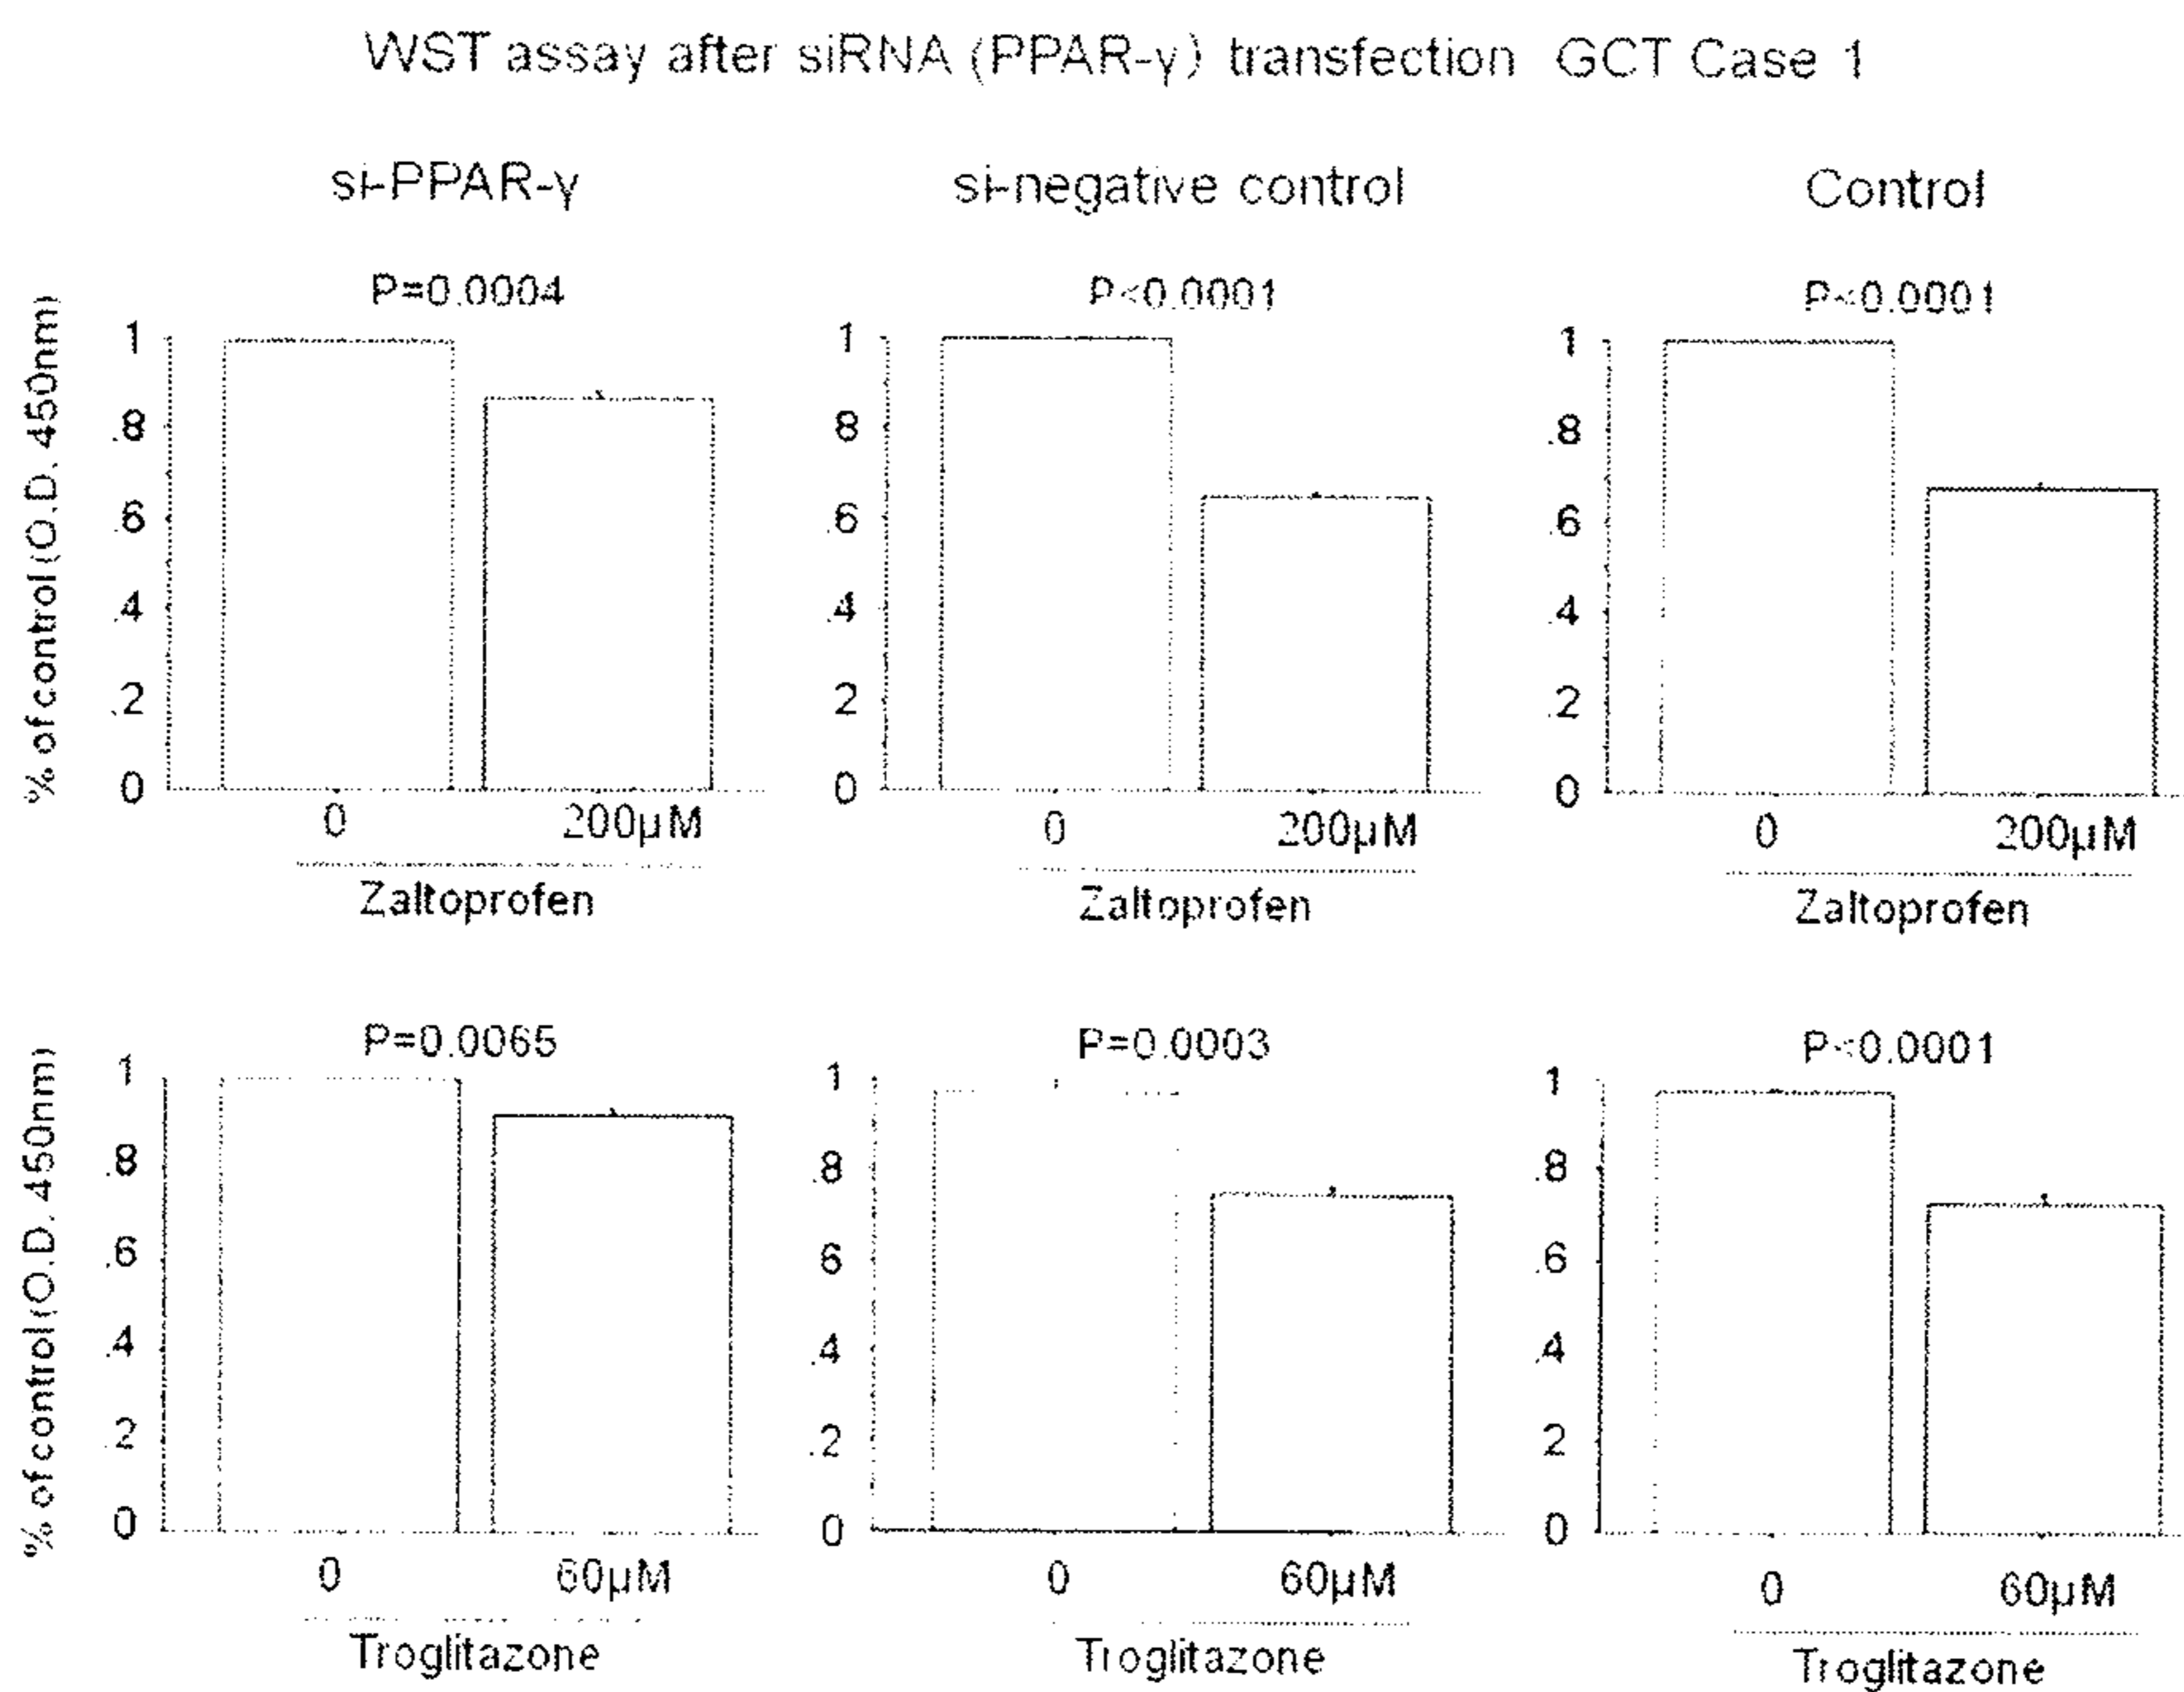 WST assay after siRNA (PPAR-γ) transfection GCT Case 1
si-PPAR-γ si-negative control Control
P=0.0004 P<0.0001 P<0.0001
% of control (O.D. 450nm)
1 1 1
.8 .8 .8
.6 .6 .6
.4 .4 .4
.2 .2 .2
0 0 0
0 200μM 0 200μM 0 200μM
Zaltoprofen Zaltoprofen Zaltoprofen
P=0.0065 P=0.0003 P<0.0001
% of control (O.D. 450nm)
1 1 1
.8 .8 .8
.6 .6 .6
.4 .4 .4
.2 .2 .2
0 0 0
0 60μM 0 60μM 0 60μM
Troglitazone Troglitazone Troglitazone